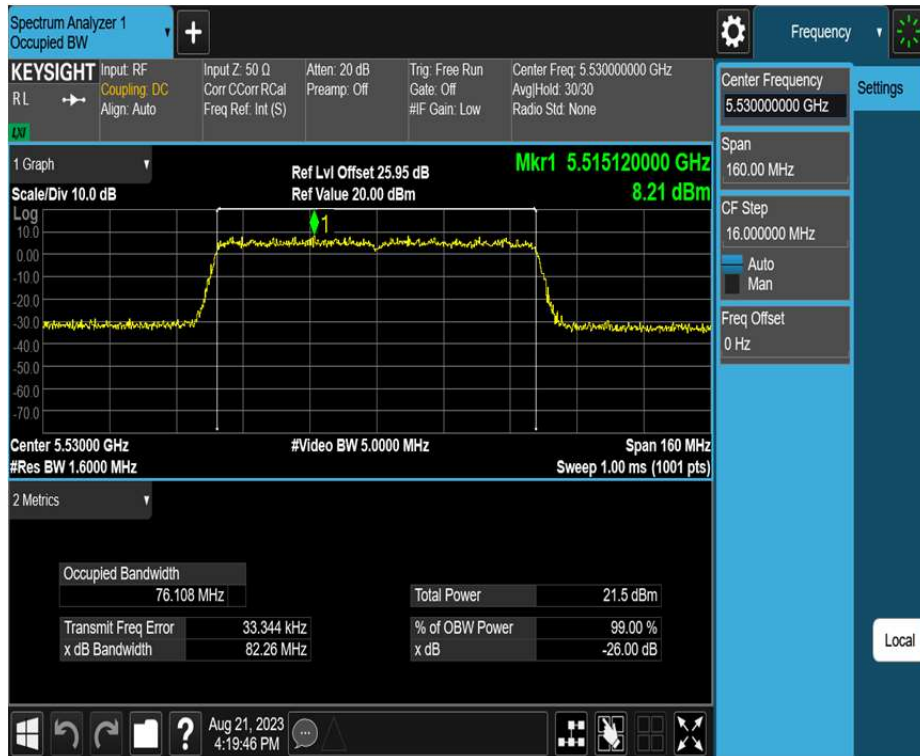 Spectrum Analyzer 1
Occupied BW
+
Frequency
KEYSIGHT
R L
LXI
Input: RF
Coupling: DC
Align: Auto
Input Z: 50 Ω
Corr CCorr RCal
Freq Ref: Int (S)
Atten: 20 dB
Preamp: Off
Trig: Free Run
Gate: Off
#IF Gain: Low
Center Freq: 5.530000000 GHz
Avg|Hold: 30/30
Radio Std: None
Center Frequency
5.53000000 GHz
Settings
Span
160.00 MHz
CF Step
16.000000 MHz
Auto
Man
Freq Offset
0 Hz
Local
1 Graph
Scale/Div 10.0 dB
Ref Lvl Offset 25.95 dB
Ref Value 20.00 dBm
Mkr1 5.515120000 GHz
8.21 dBm
Log
1
10.0
0.00
-10.0
-20.0
-30.0
-40.0
-50.0
-60.0
-70.0
Center 5.53000 GHz
#Video BW 5.0000 MHz
Span 160 MHz
#Res BW 1.6000 MHz
Sweep 1.00 ms (1001 pts)
2 Metrics
Occupied Bandwidth
76.108 MHz
Total Power 21.5 dBm
Transmit Freq Error 33.344 kHz
% of OBW Power 99.00 %
x dB Bandwidth 82.26 MHz
x dB -26.00 dB
?
Aug 21, 2023
4:19:46 PM